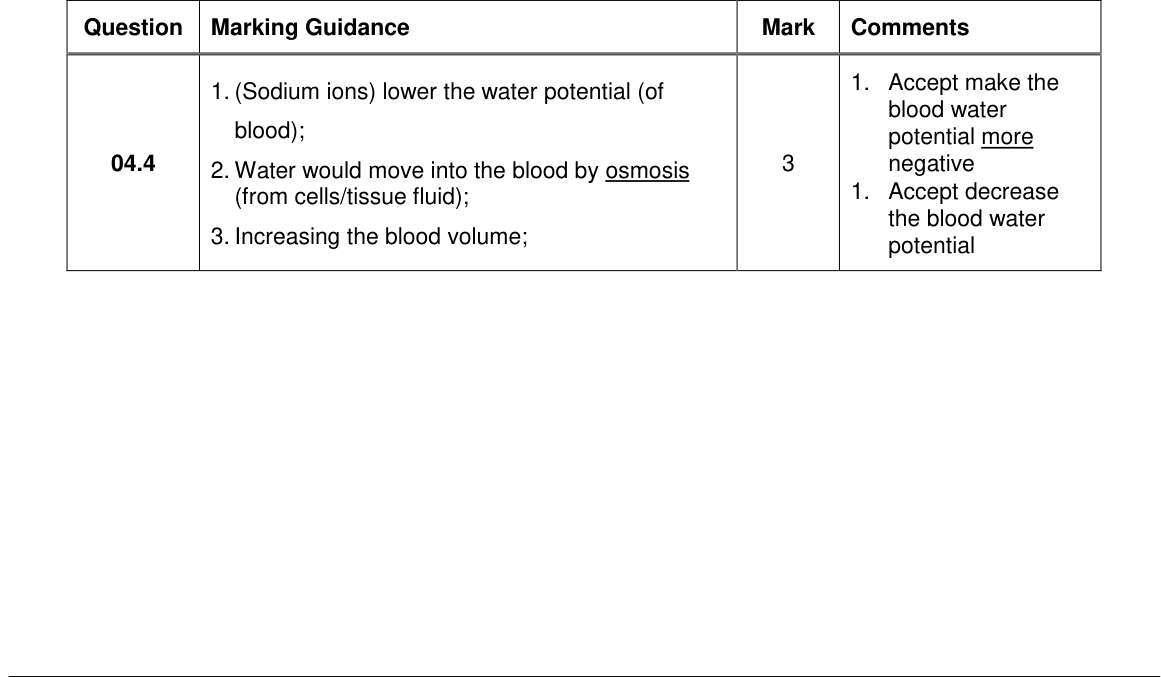 Question Marking Guidance Mark Comments
04.4
1. (Sodium ions) lower the water potential (of
blood);
2. Water would move into the blood by osmosis
(from cells/tissue fluid);
3. Increasing the blood volume;
3
1. Accept make the
blood water
potential more
negative
1. Accept decrease
the blood water
potential